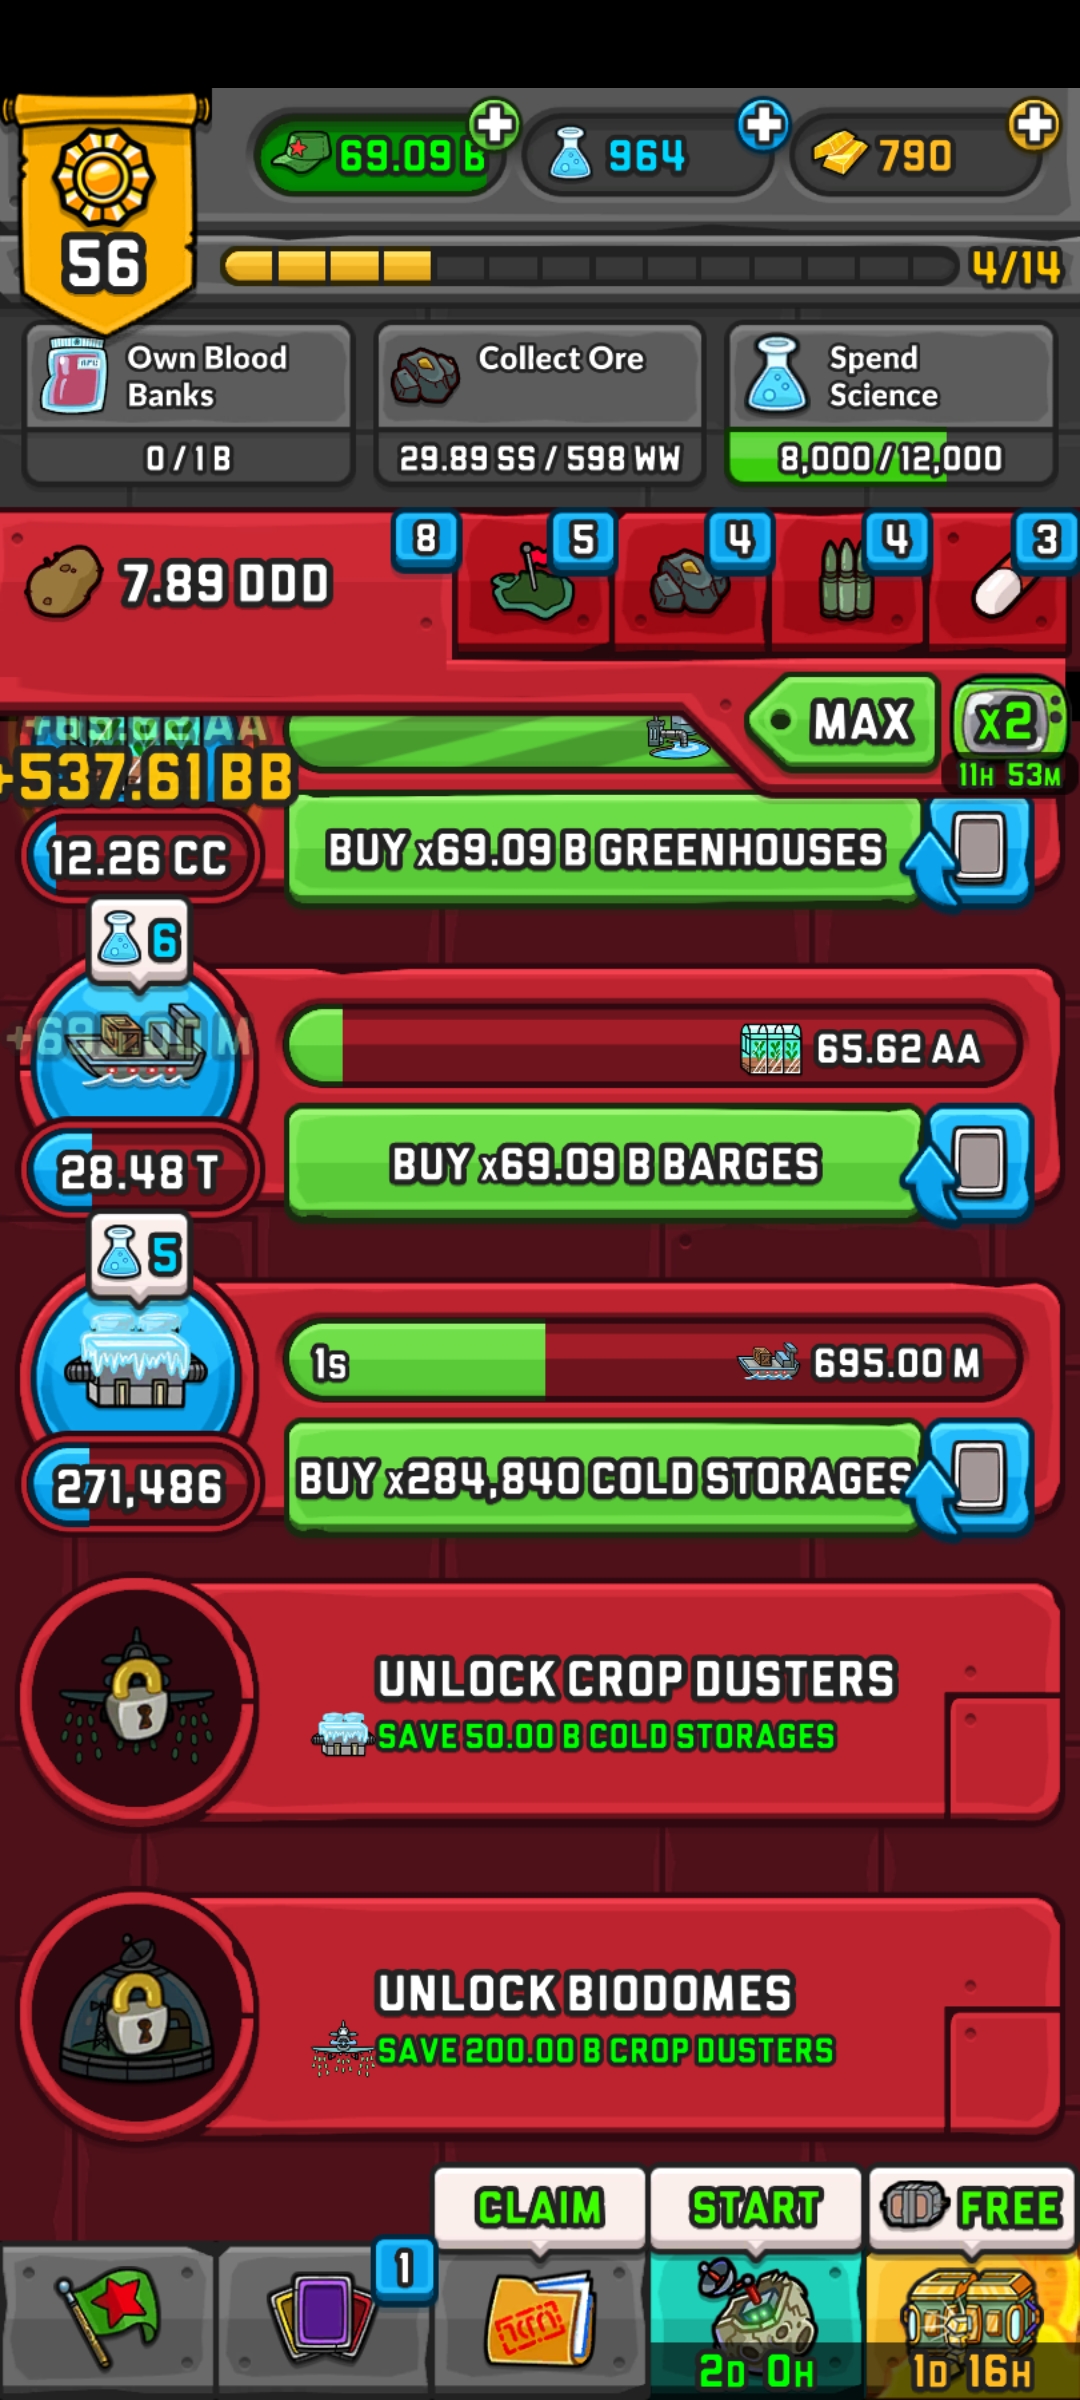 69.09 B
964
790
56
4/14
Own Blood
Banks
Collect Ore
Spend
Science
0 / 1 B
29.89 SS / 598 WW
8,000 / 12,000
7.89 DDD
8
5
4
4
3
MAX
x2
11H 53M
+537.61 BB
12.26 CC
BUY x69.09 B GREENHOUSES
6
65.62 AA
28.48 T
BUY x69.09 B BARGES
5
1s
695.00 M
271,486
BUY x284,840 COLD STORAGES
UNLOCK CROP DUSTERS
SAVE 50.00 B COLD STORAGES
UNLOCK BIODOMES
SAVE 200.00 B CROP DUSTERS
CLAIM
START
FREE
1
2D 0H
1D 16H